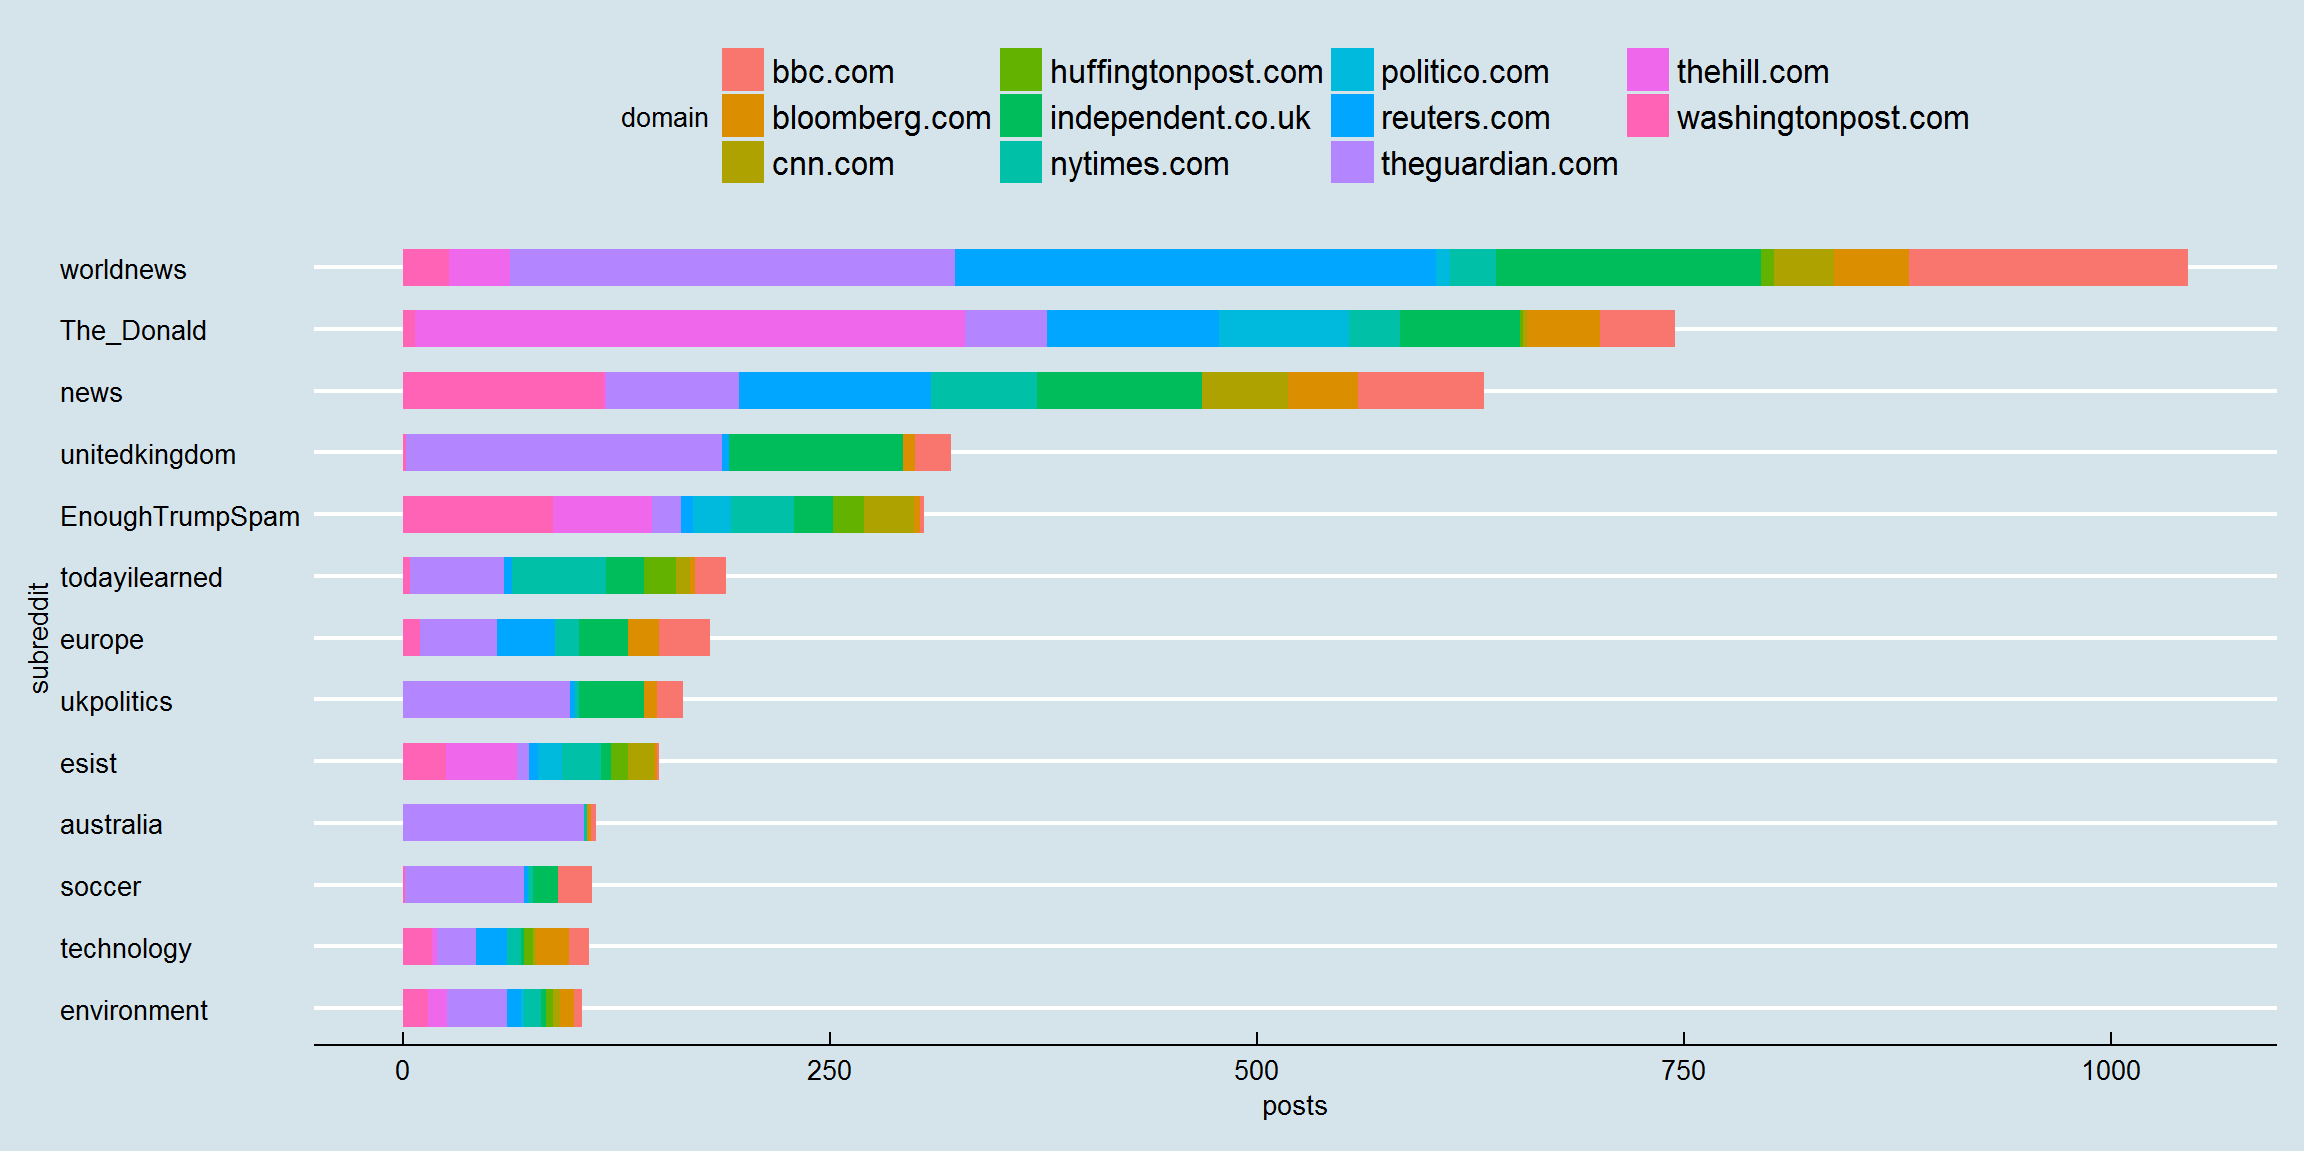 domain
bbc.com
bloomberg.com
cnn.com
huffingtonpost.com
independent.co.uk
nytimes.com
politico.com
reuters.com
theguardian.com
thehill.com
washingtonpost.com
subreddit
worldnews
The_Donald
news
unitedkingdom
EnoughTrumpSpam
todayilearned
europe
ukpolitics
esist
australia
soccer
technology
environment
0 250 500 750 1000
posts